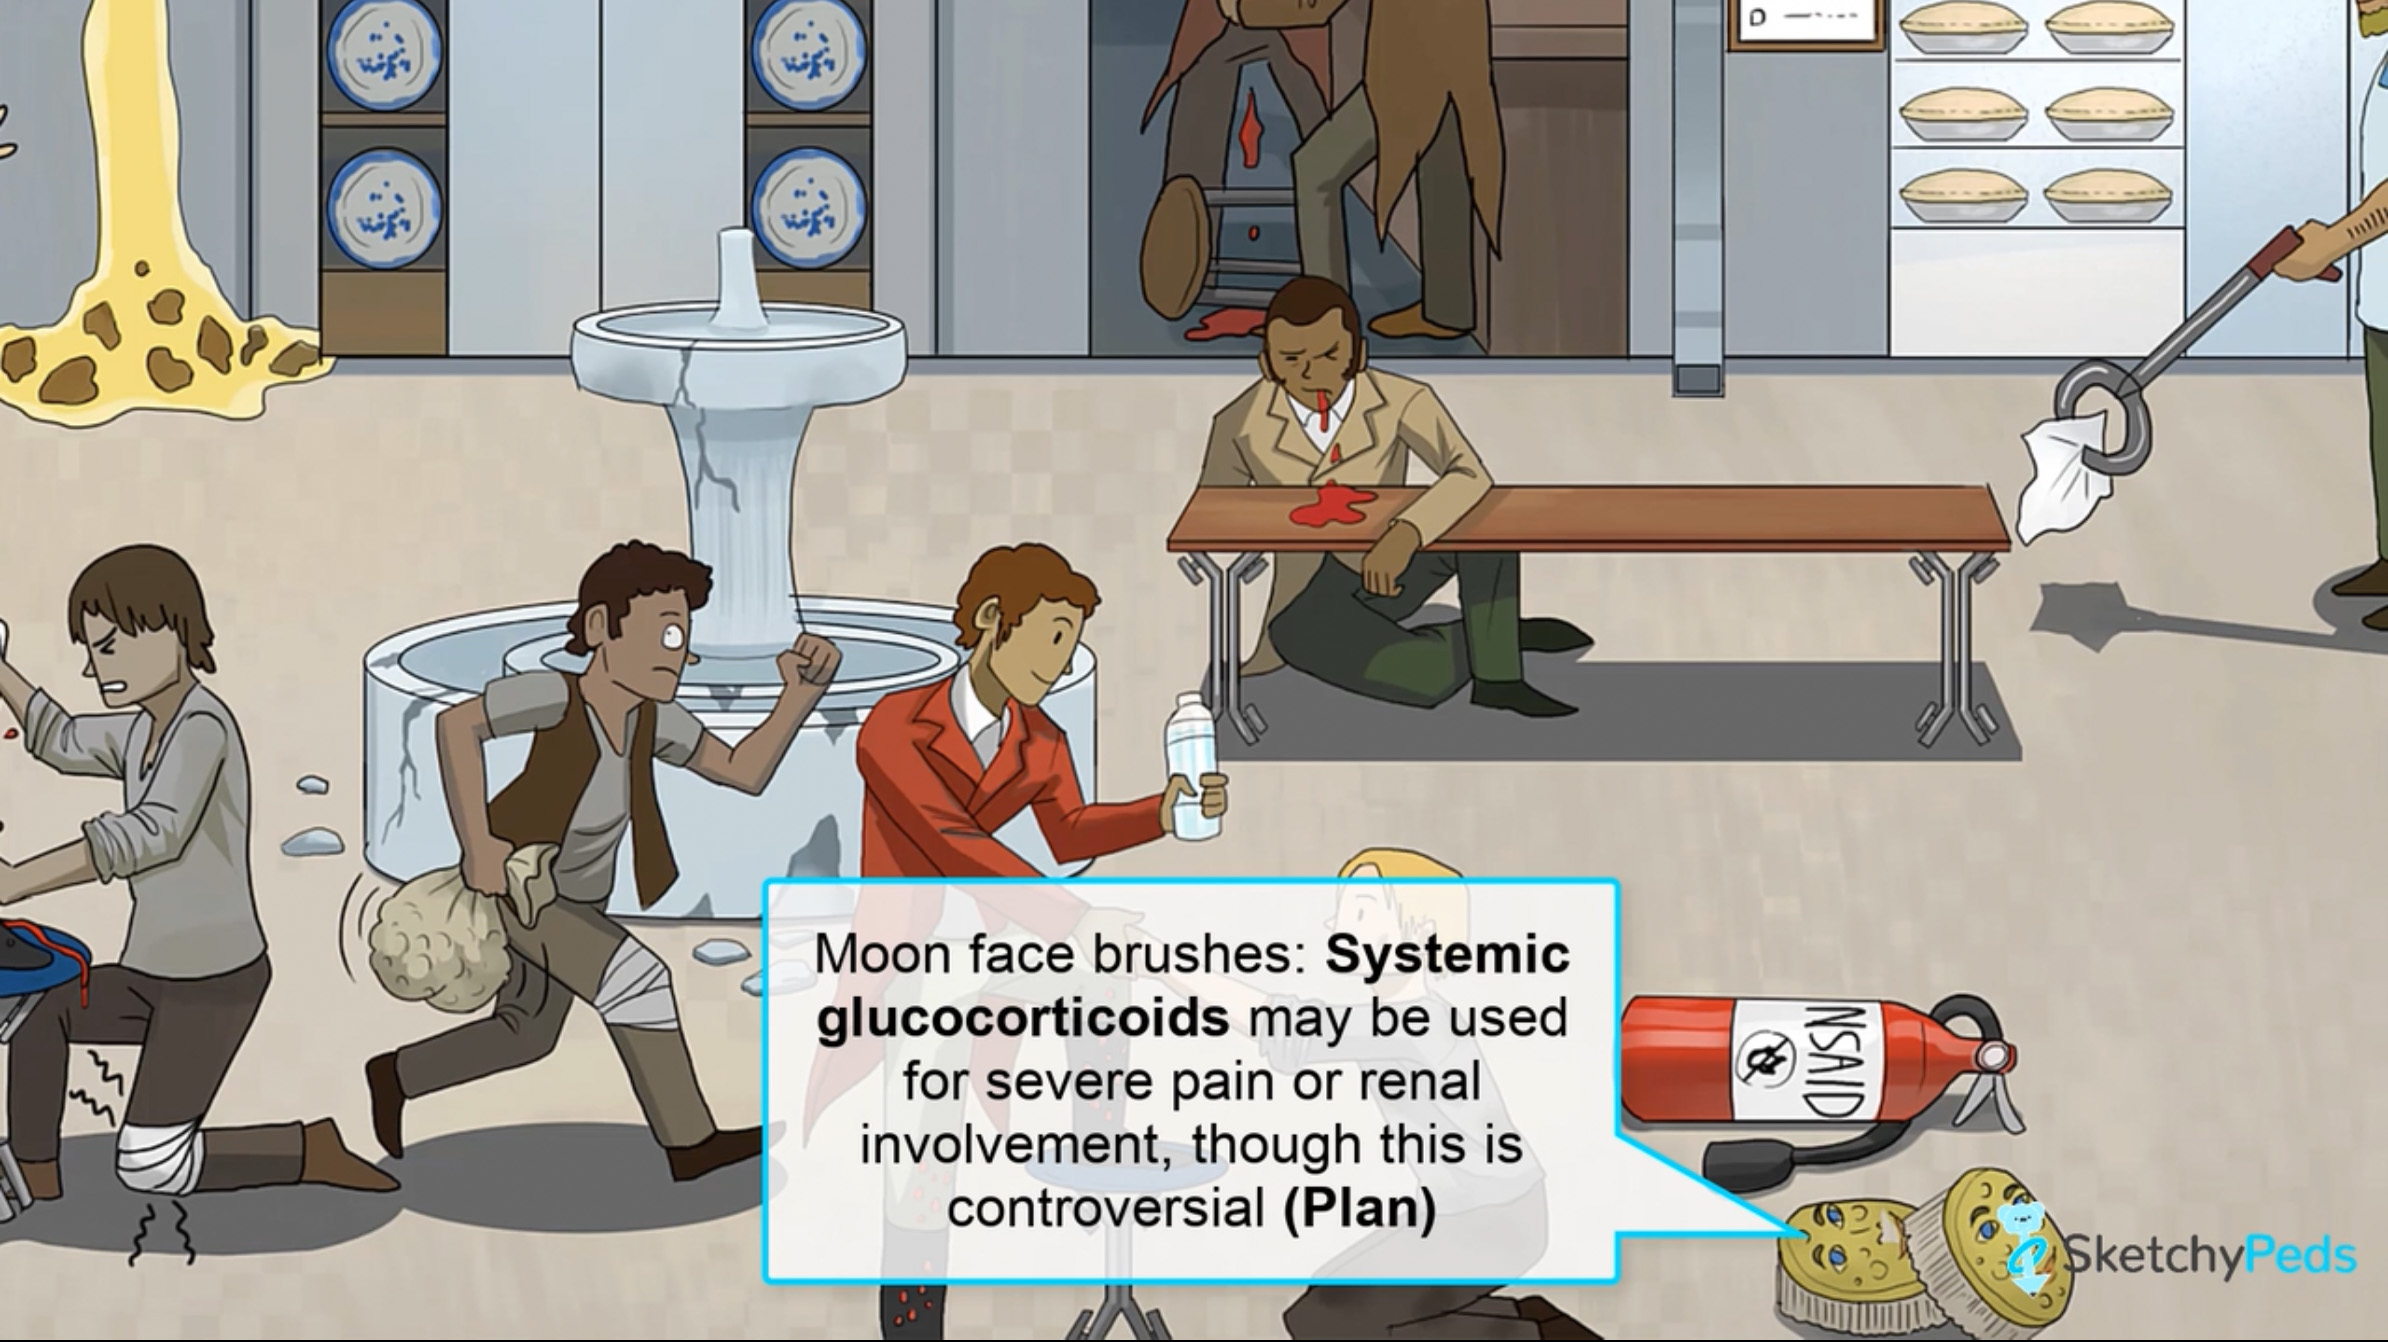 D
Moon face brushes: Systemic
glucocorticoids may be used
for severe pain or renal
involvement, though this is
controversial (Plan)
NSAID
SketchyPeds